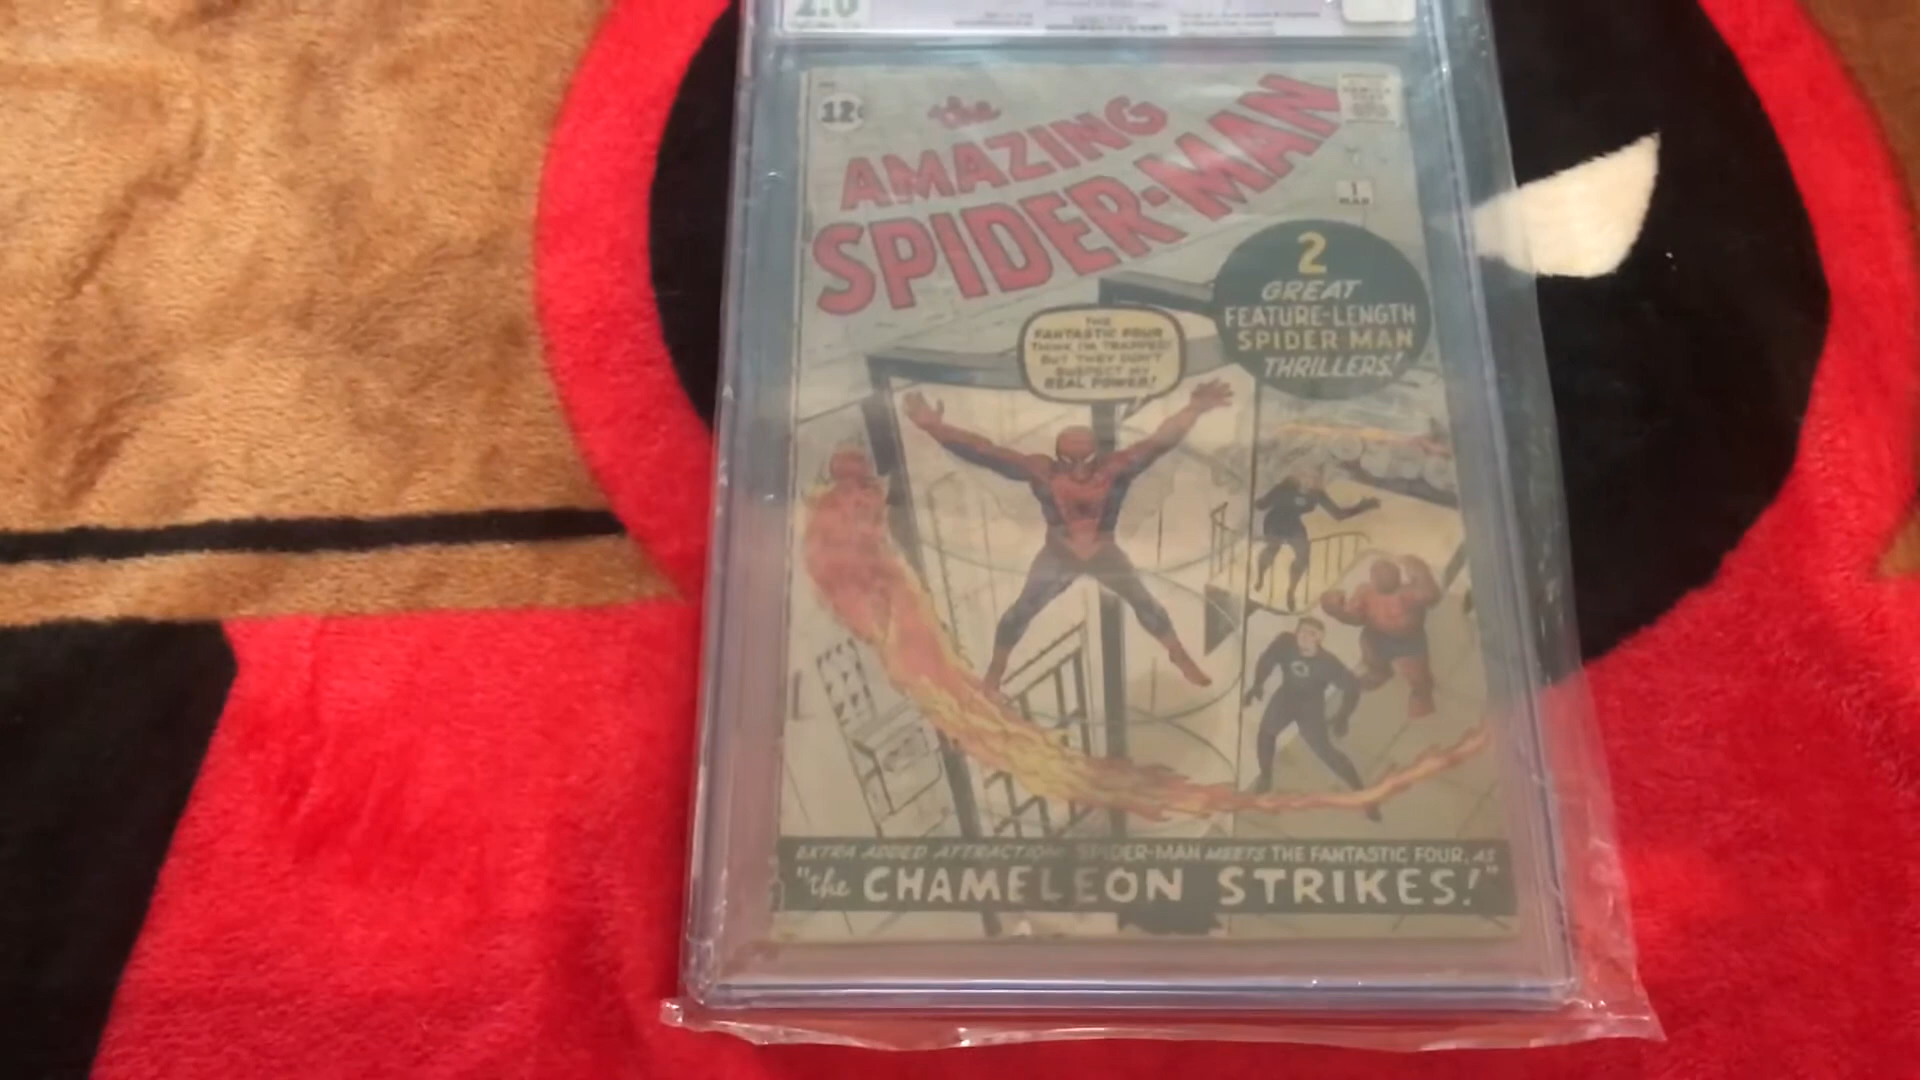 2.0
12¢
the
AMAZING
SPIDER-MAN
1
MAR
2
GREAT
FEATURE-LENGTH
SPIDER-MAN
THRILLERS!
THE
FANTASTIC FOUR
THINK I'M TRAPPED!
BUT THEY DON'T
SUSPECT MY
REAL POWER!
EXTRA ADDED ATTRACTION SPIDER-MAN MEETS THE FANTASTIC FOUR, AS
"the CHAMELEON STRIKES!"